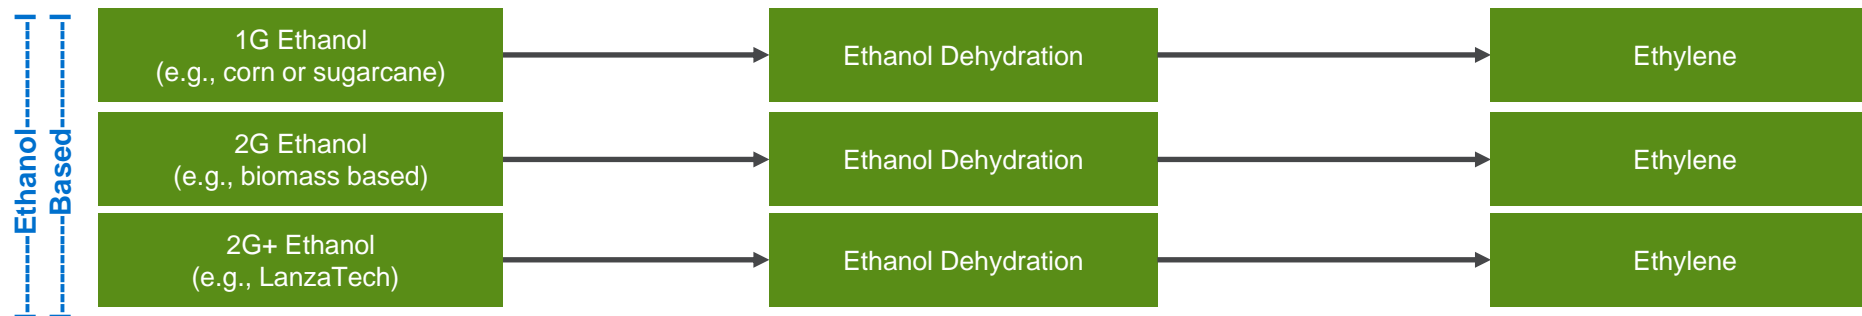 Ethanol
Based
1G Ethanol
(e.g., corn or sugarcane)
Ethanol Dehydration
Ethylene
2G Ethanol
(e.g., biomass based)
Ethanol Dehydration
Ethylene
2G+ Ethanol
(e.g., LanzaTech)
Ethanol Dehydration
Ethylene